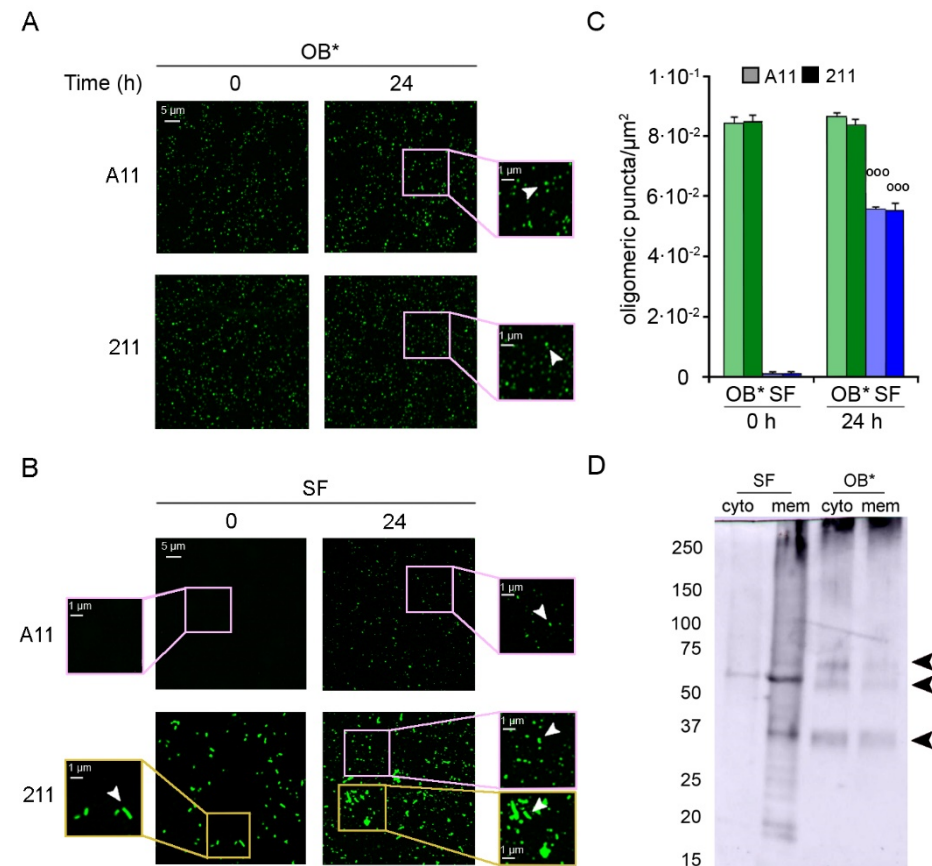 A
OB*
Time (h) 0 24
5 µm
A11
1 µm
211
1 µm
B
SF
0 24
5 µm
1 µm
A11
1 µm
1 µm
211
1 µm
1 µm
C
A11 211
1·10⁻¹
8·10⁻²
6·10⁻²
4·10⁻²
2·10⁻²
0
oligomeric puncta/µm²
ooo
ooo
OB* SF OB* SF
0 h 24 h
D
SF OB*
cyto mem cyto mem
250
150
100
75
50
37
25
20
15